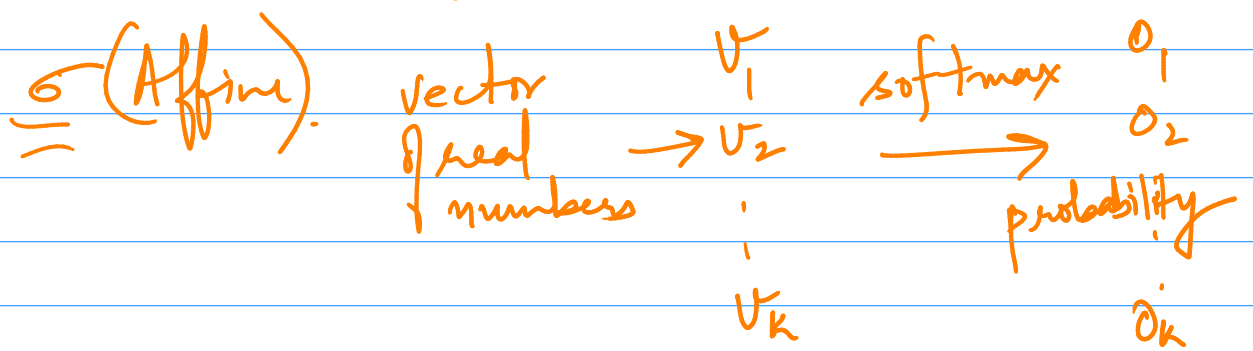 σ(Affine).
vector
of real
numbers
→
v₁
v₂
.
.
vₖ
softmax
→
probability
o₁
o₂
.
.
oₖ